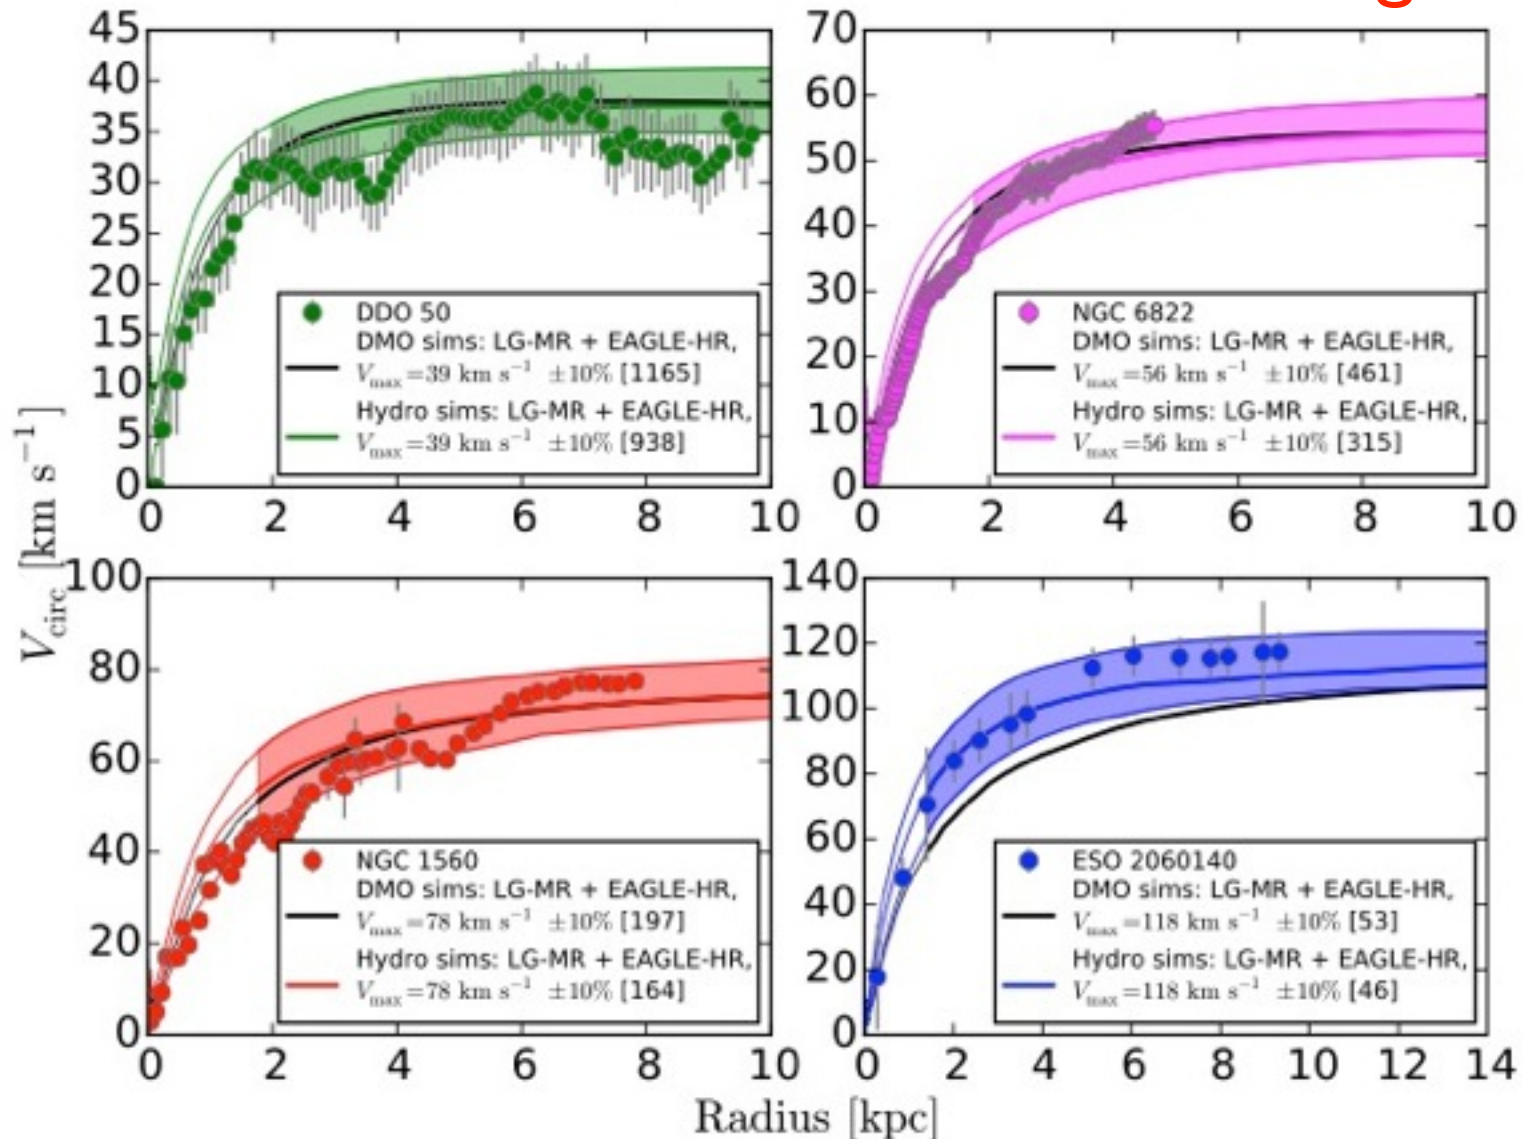 45
40
35
30
25
20
15
10
5
0
0 2 4 6 8 10
DDO 50
DMO sims: LG-MR + EAGLE-HR,
V_max=39 km s^−1 ±10% [1165]
Hydro sims: LG-MR + EAGLE-HR,
V_max=39 km s^−1 ±10% [938]
g
70
60
50
40
30
20
10
0
0 2 4 6 8 10
NGC 6822
DMO sims: LG-MR + EAGLE-HR,
V_max=56 km s^−1 ±10% [461]
Hydro sims: LG-MR + EAGLE-HR,
V_max=56 km s^−1 ±10% [315]
V_circ [km s^−1]
100
80
60
40
20
0
0 2 4 6 8 10
NGC 1560
DMO sims: LG-MR + EAGLE-HR,
V_max=78 km s^−1 ±10% [197]
Hydro sims: LG-MR + EAGLE-HR,
V_max=78 km s^−1 ±10% [164]
140
120
100
80
60
40
20
0
0 2 4 6 8 10 12 14
ESO 2060140
DMO sims: LG-MR + EAGLE-HR,
V_max=118 km s^−1 ±10% [53]
Hydro sims: LG-MR + EAGLE-HR,
V_max=118 km s^−1 ±10% [46]
Radius [kpc]